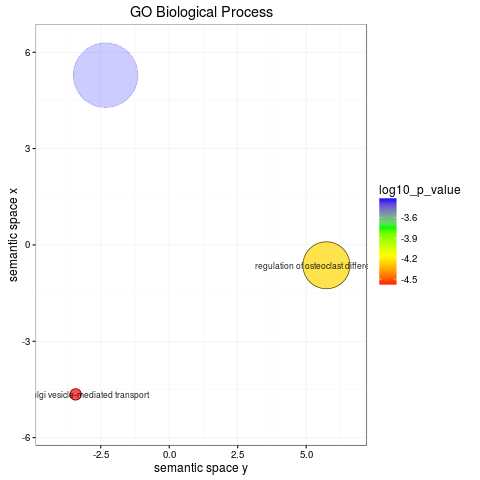 GO Biological Process
6
3
0
-3
-6
semantic space x
regulation of osteoclast differe
lgi vesicle-mediated transport
-2.5
0.0
2.5
5.0
semantic space y
log10_p_value
-3.6
-3.9
-4.2
-4.5